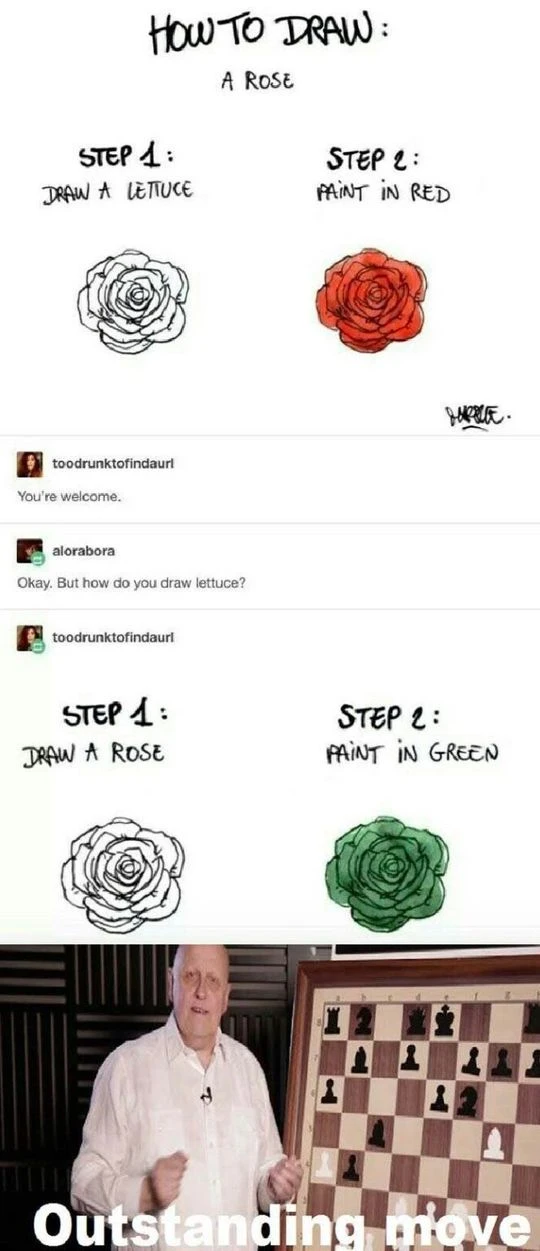 HOW TO DRAW:
A ROSE
STEP 1: STEP 2:
DRAW A LETTUCE PAINT IN RED
toodrunktofindaurl
You're welcome.
alorabora
Okay. But how do you draw lettuce?
toodrunktofindaurl
STEP 1: STEP 2:
DRAW A ROSE PAINT IN GREEN
Outstanding move